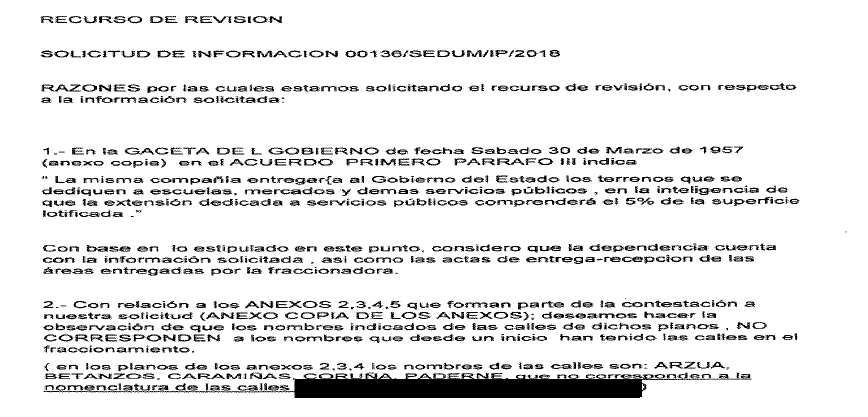 RECURSO DE REVISION
SOLICITUD DE INFORMACION 00136/SEDUM/IP/2018
RAZONES por las cuales estamos solicitando el recurso de revisión, con respecto
a la información solicitada:
1.- En la GACETA DE L GOBIERNO de fecha Sabado 30 de Marzo de 1957
(anexo copia) en el ACUERDO PRIMERO PARRAFO III indica
" La misma compañía entregar{a al Gobierno del Estado los terrenos que se
dediquen a escuelas, mercados y demas servicios públicos , en la inteligencia de
que la extensión dedicada a servicios públicos comprenderá el 5% de la superficie
lotificada ."
Con base en lo estipulado en este punto, considero que la dependencia cuenta
con la información solicitada , asi como las actas de entrega-recepcion de las
áreas entregadas por la fraccionadora.
2.- Con relación a los ANEXOS 2,3,4,5 que forman parte de la contestación a
nuestra solicitud (ANEXO COPIA DE LOS ANEXOS); deseamos hacer la
observación de que los nombres indicados de las calles de dichos planos , NO
CORRESPONDEN a los nombres que desde un inicio han tenido las calles en el
fraccionamiento.
( en los planos de los anexos 2,3,4 los nombres de las calles son: ARZUA,
BETANZOS, CARAMIÑAS, CORUÑA, PADERNE, que no corresponden a la
nomenclatura de las calles )